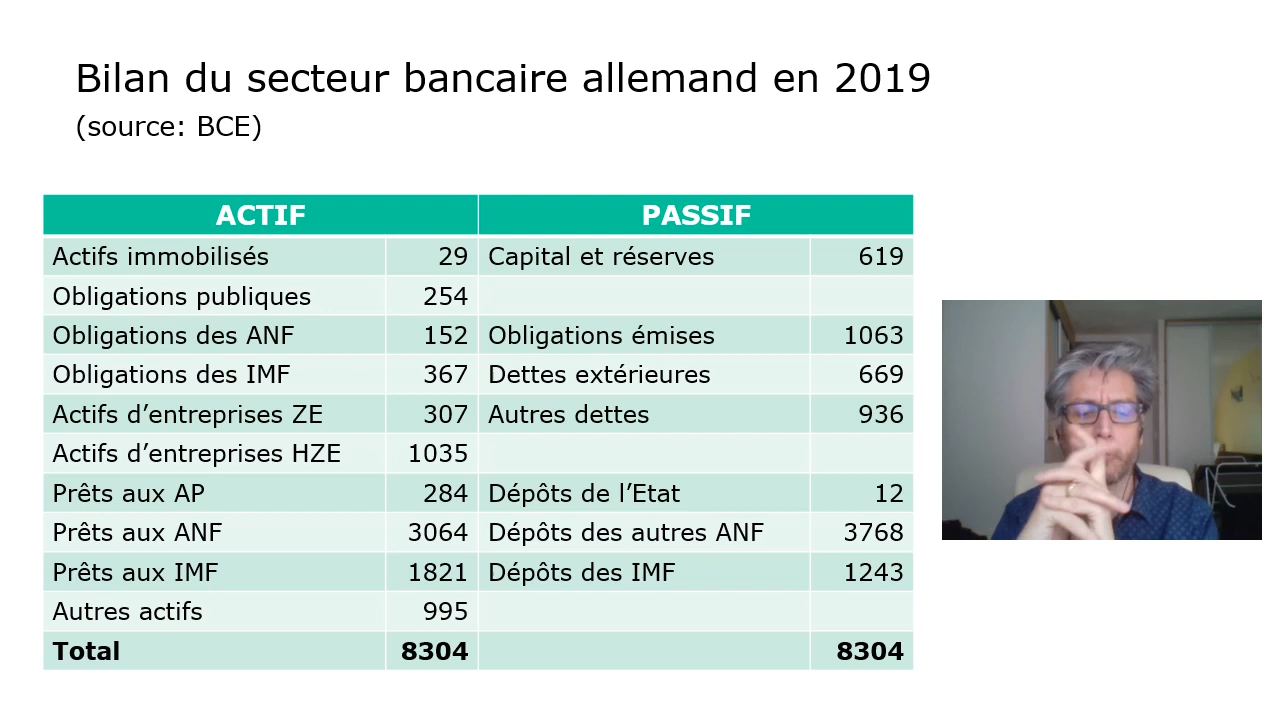 Bilan du secteur bancaire allemand en 2019
(source: BCE)
ACTIF PASSIF
Actifs immobilisés 29 Capital et réserves 619
Obligations publiques 254
Obligations des ANF 152 Obligations émises 1063
Obligations des IMF 367 Dettes extérieures 669
Actifs d’entreprises ZE 307 Autres dettes 936
Actifs d’entreprises HZE 1035
Prêts aux AP 284 Dépôts de l’Etat 12
Prêts aux ANF 3064 Dépôts des autres ANF 3768
Prêts aux IMF 1821 Dépôts des IMF 1243
Autres actifs 995
Total 8304 8304